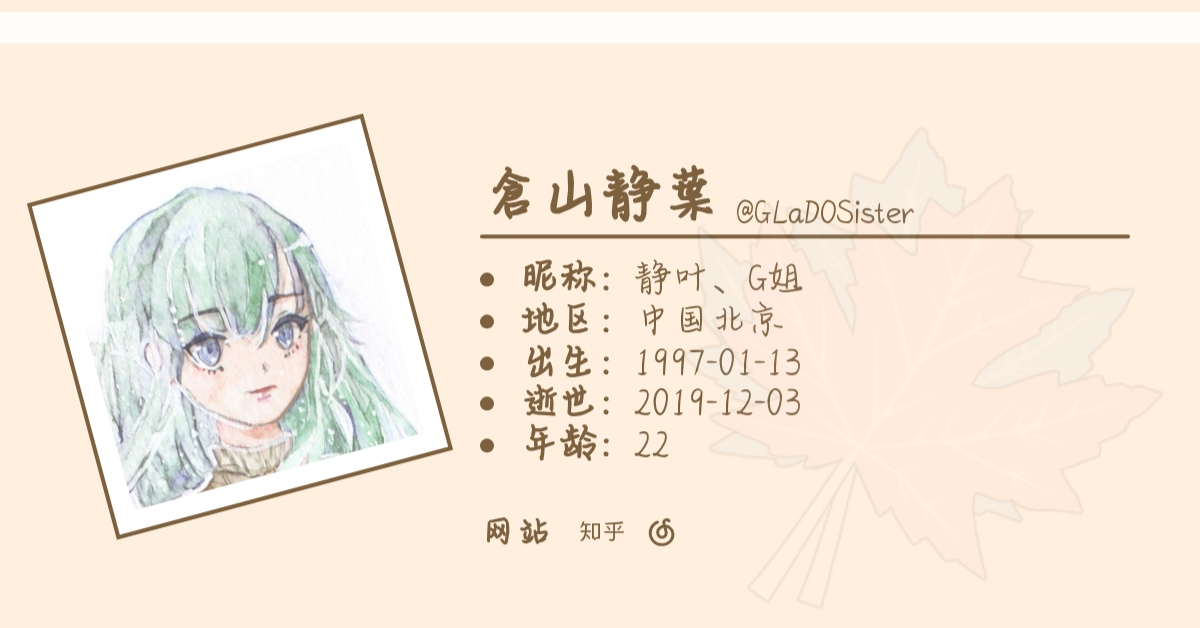 倉山静葉 @GLaDOSister
昵称：静叶、G姐
地区：中国北京
出生：1997-01-13
逝世：2019-12-03
年龄：22
网站 知乎